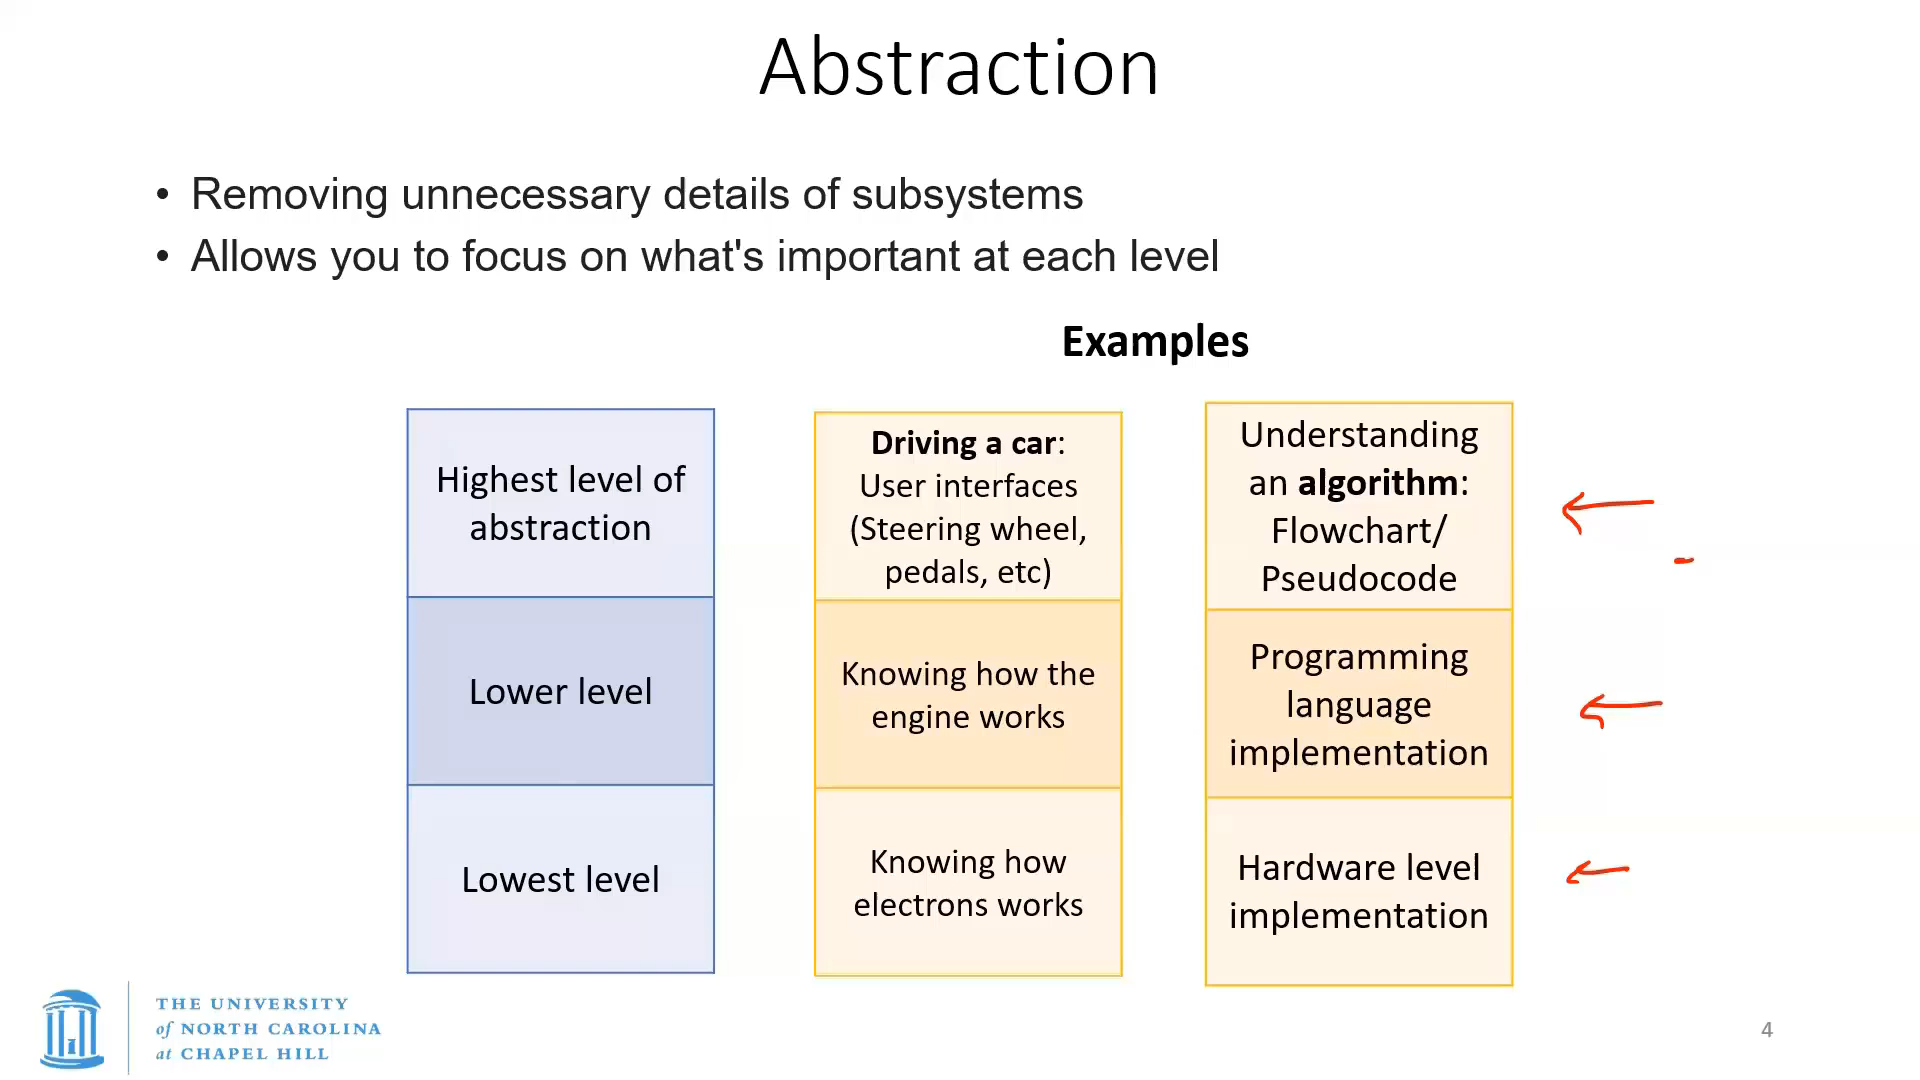 Abstraction
• Removing unnecessary details of subsystems
• Allows you to focus on what's important at each level
Examples
Highest level of
abstraction
Lower level
Lowest level
Driving a car:
User interfaces
(Steering wheel,
pedals, etc)
Knowing how the
engine works
Knowing how
electrons works
Understanding
an algorithm:
Flowchart/
Pseudocode
Programming
language
implementation
Hardware level
implementation
THE UNIVERSITY
of NORTH CAROLINA
at CHAPEL HILL
4